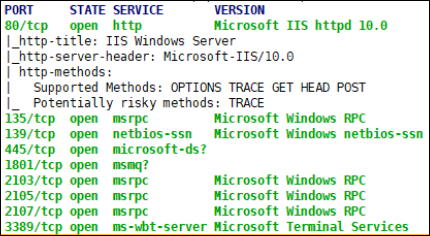 PORT     STATE SERVICE       VERSION
80/tcp   open  http          Microsoft IIS httpd 10.0
|_http-title: IIS Windows Server
|_http-server-header: Microsoft-IIS/10.0
| http-methods:
|   Supported Methods: OPTIONS TRACE GET HEAD POST
|_  Potentially risky methods: TRACE
135/tcp  open  msrpc         Microsoft Windows RPC
139/tcp  open  netbios-ssn   Microsoft Windows netbios-ssn
445/tcp  open  microsoft-ds?
1801/tcp open  msmq?
2103/tcp open  msrpc         Microsoft Windows RPC
2105/tcp open  msrpc         Microsoft Windows RPC
2107/tcp open  msrpc         Microsoft Windows RPC
3389/tcp open  ms-wbt-server Microsoft Terminal Services